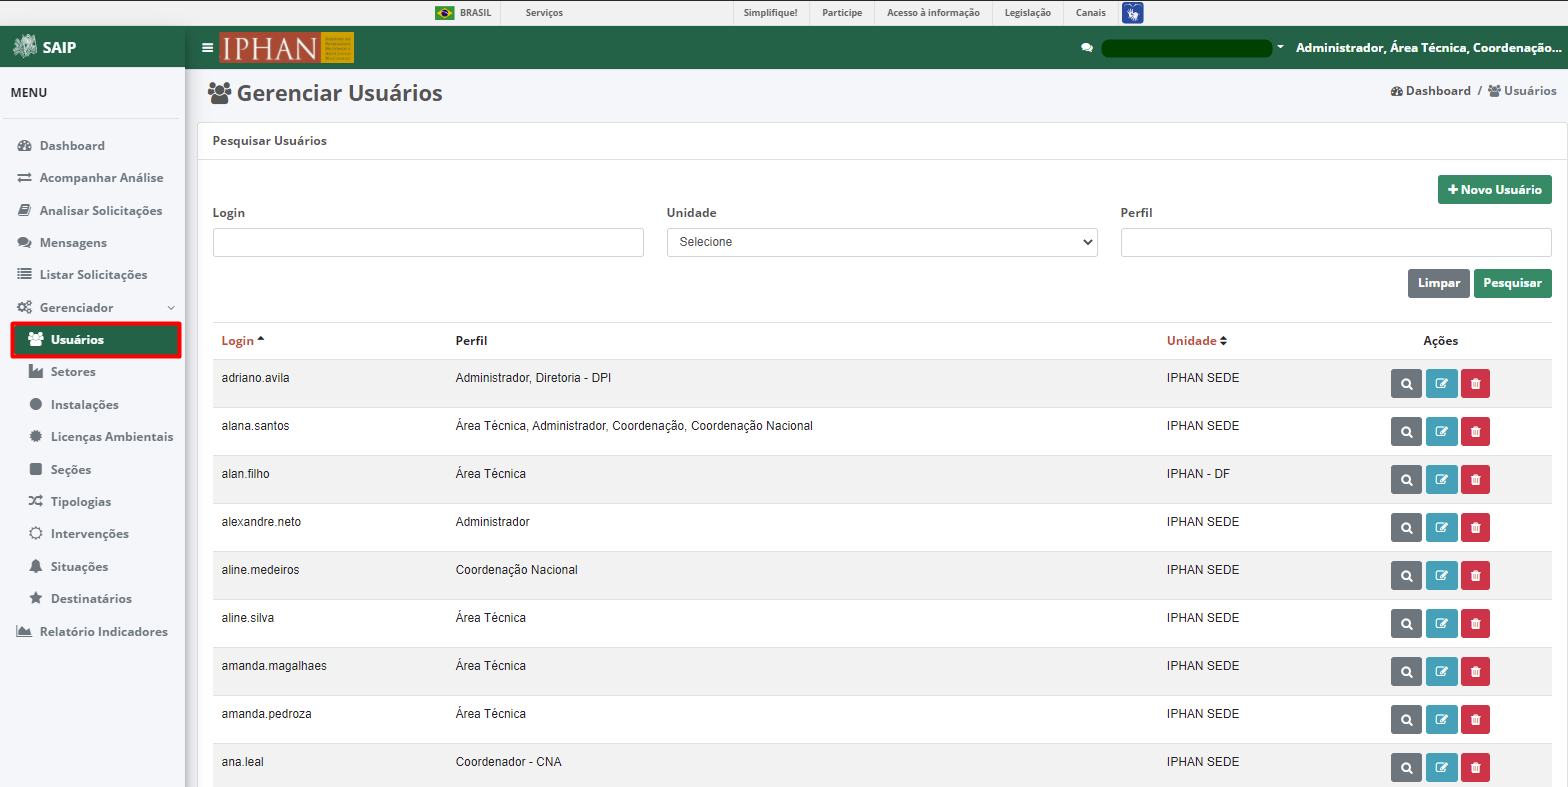 BRASIL Serviços Simplifique! Participe Acesso à informação Legislação Canais
SAIP
IPHAN
Administrador, Área Técnica, Coordenação...
MENU
Dashboard
Acompanhar Análise
Analisar Solicitações
Mensagens
Listar Solicitações
Gerenciador
Usuários
Setores
Instalações
Licenças Ambientais
Seções
Tipologias
Intervenções
Situações
Destinatários
Relatório Indicadores
Gerenciar Usuários
Dashboard / Usuários
Pesquisar Usuários
Novo Usuário
Login Unidade Perfil
Selecione
Limpar Pesquisar
Login Perfil Unidade Ações
adriano.avila Administrador, Diretoria - DPI IPHAN SEDE
alana.santos Área Técnica, Administrador, Coordenação, Coordenação Nacional IPHAN SEDE
alan.filho Área Técnica IPHAN - DF
alexandre.neto Administrador IPHAN SEDE
aline.medeiros Coordenação Nacional IPHAN SEDE
aline.silva Área Técnica IPHAN SEDE
amanda.magalhaes Área Técnica IPHAN SEDE
amanda.pedroza Área Técnica IPHAN SEDE
ana.leal Coordenador - CNA IPHAN SEDE